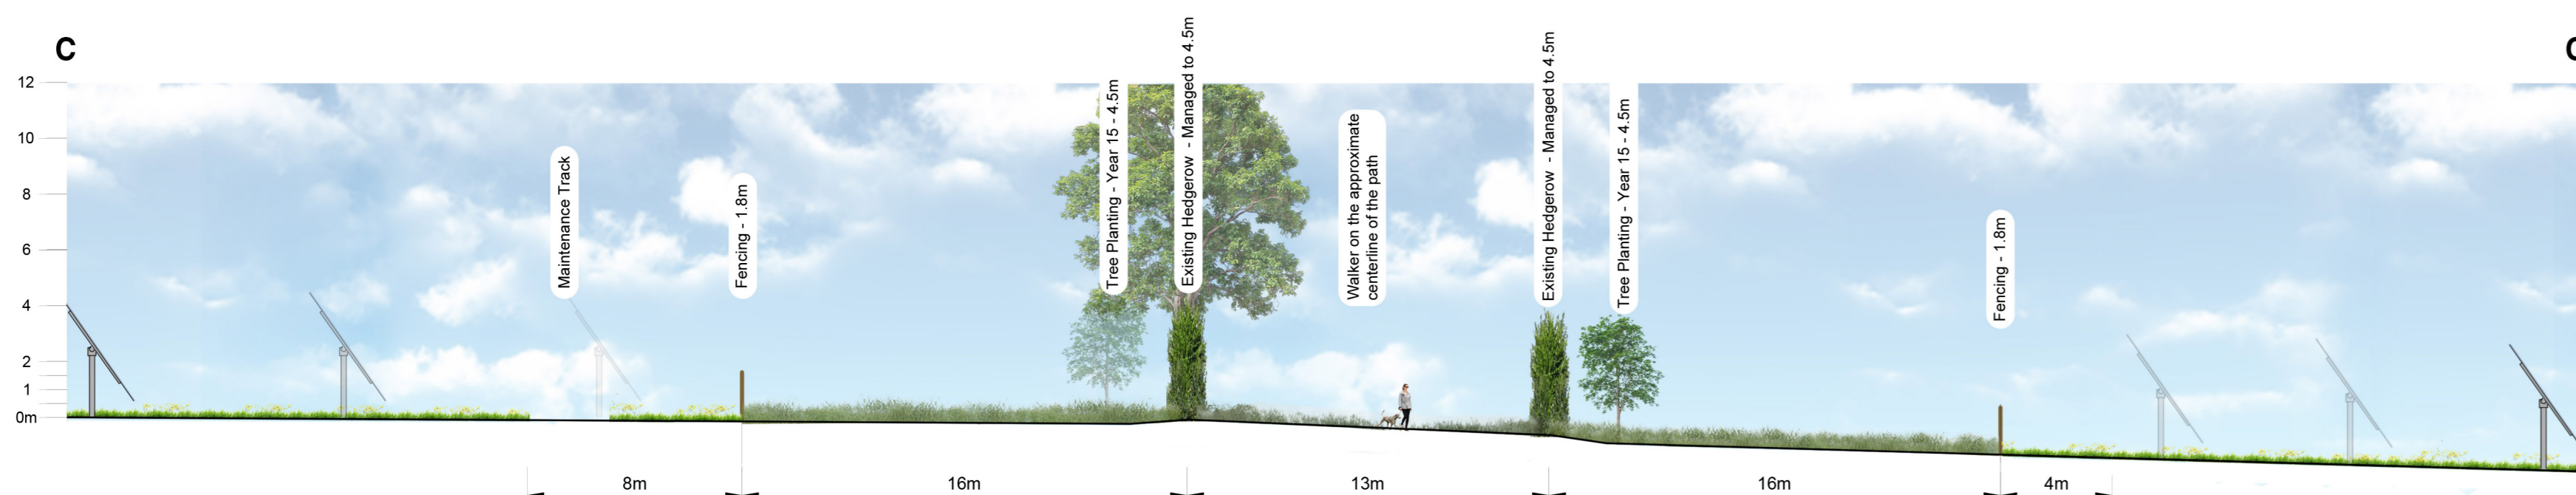 C
C
12
10
8
6
4
2
1
0m
Maintenance Track
Fencing - 1.8m
Tree Planting - Year 15 - 4.5m
Existing Hedgerow - Managed to 4.5m
Walker on the approximate
centerline of the path
Existing Hedgerow - Managed to 4.5m
Tree Planting - Year 15 - 4.5m
Fencing - 1.8m
8m
16m
13m
16m
4m